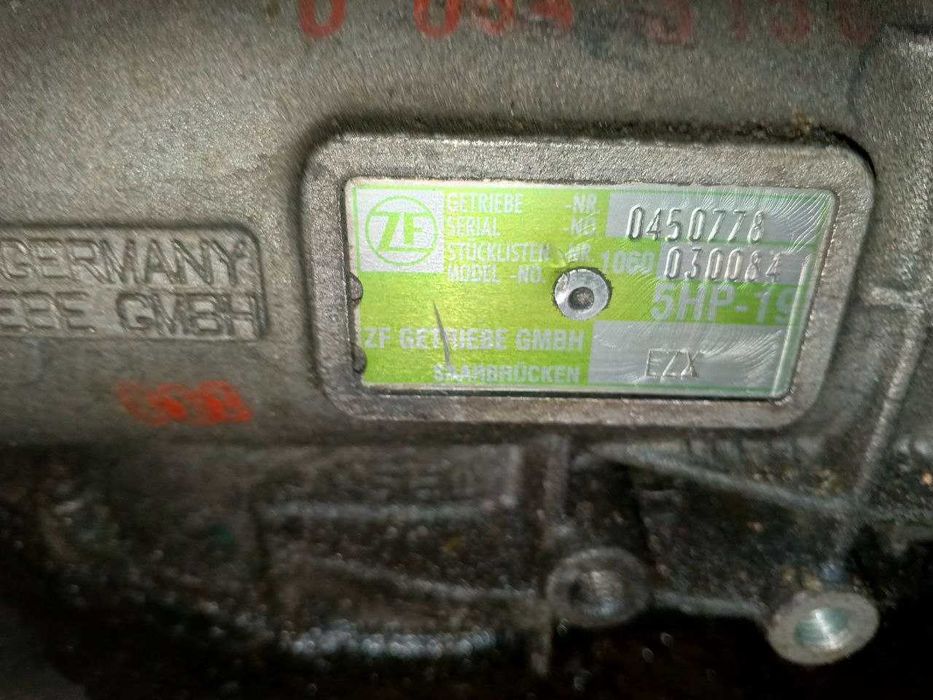 GERMANY
GMBH
ZF
GETRIEBE -NR.
SERIAL -NO
0450778
STÜCKLISTEN -NR.
MODEL -NO.
1060 030084
5HP-19
ZF GETRIEBE GMBH
SAARBRÜCKEN
EZX